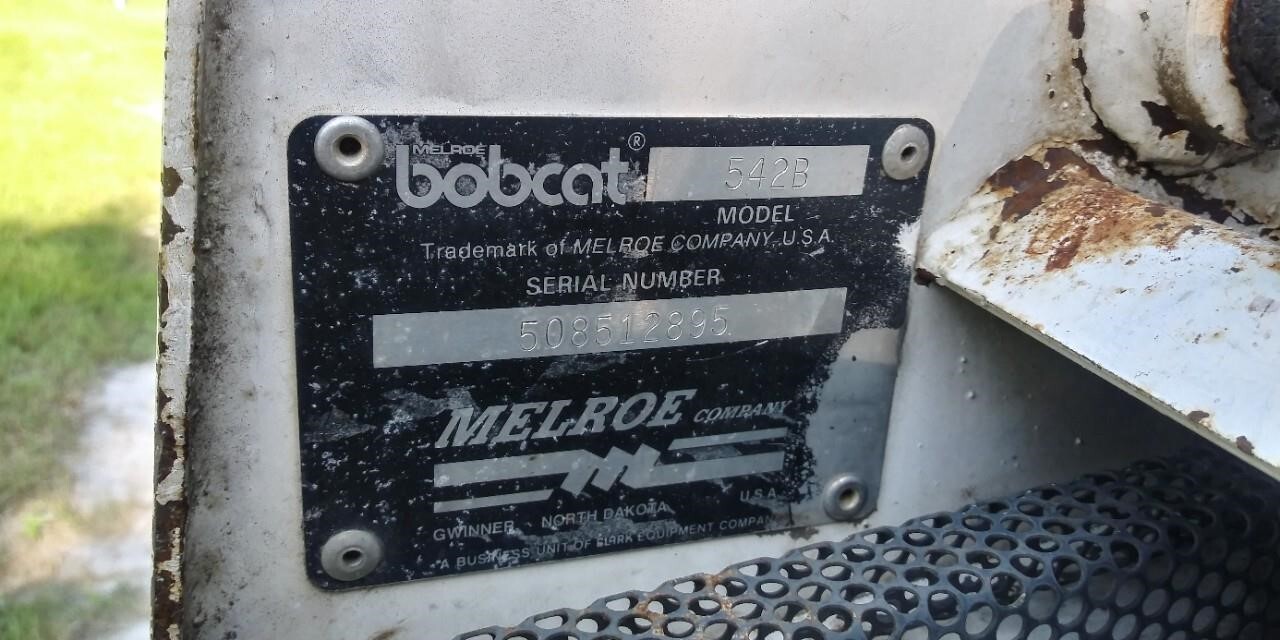 MELROE
bobcat® 542B
MODEL
Trademark of MELROE COMPANY U.S.A.
SERIAL NUMBER
508512895
MELROE COMPANY
GWINNER NORTH DAKOTA U.S.A.
A BUSINESS UNIT OF CLARK EQUIPMENT COMPANY